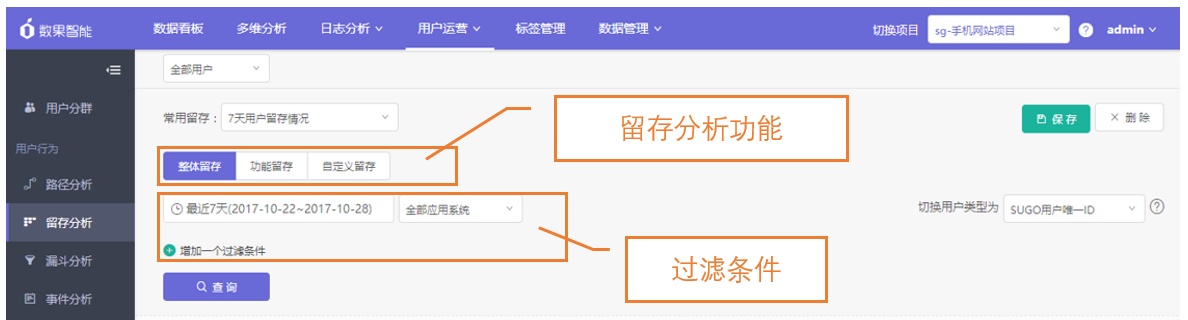 数果智能 数据看板 多维分析 日志分析 用户运营 标签管理 数据管理 切换项目 sg-手机网站项目 ? admin
全部用户
用户分群
常用留存：7天用户留存情况
留存分析功能
保存 × 删除
用户行为
整体留存 功能留存 自定义留存
路径分析
最近7天(2017-10-22~2017-10-28) 全部应用系统 切换用户类型为 SUGO用户唯一ID ?
留存分析
增加一个过滤条件
漏斗分析
过滤条件
查询
事件分析